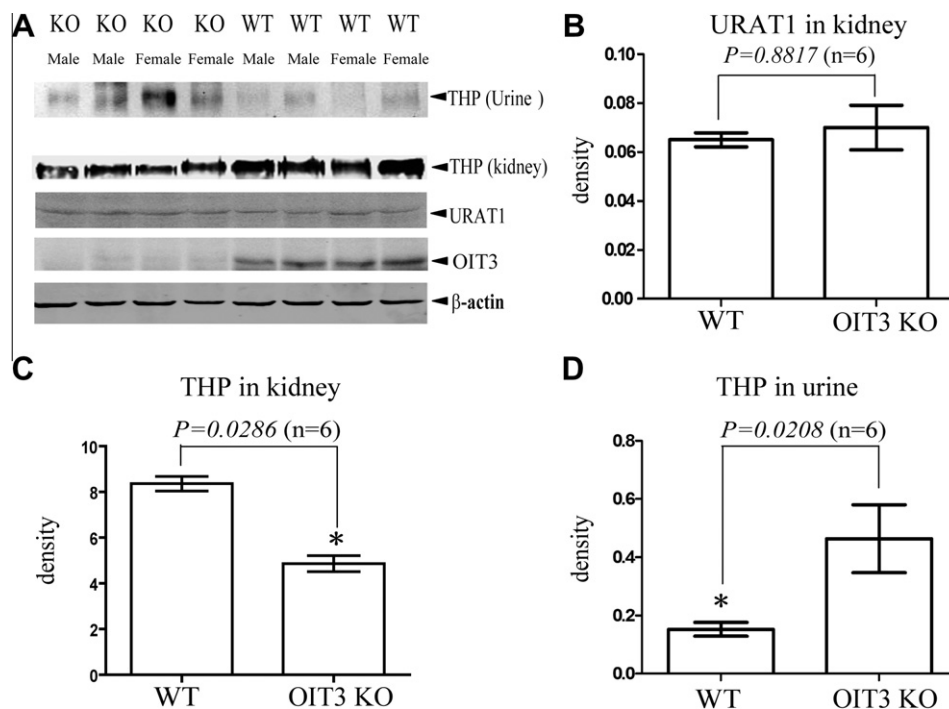 A
KO KO KO KO WT WT WT WT
Male Male Female Female Male Male Female Female
THP (Urine )
THP (kidney)
URAT1
OIT3
β-actin
B
URAT1 in kidney
P=0.8817 (n=6)
density
0.10
0.08
0.06
0.04
0.02
0.00
WT OIT3 KO
C
THP in kidney
P=0.0286 (n=6)
density
10
8
6
4
2
0
*
WT OIT3 KO
D
THP in urine
P=0.0208 (n=6)
density
0.8
0.6
0.4
0.2
0.0
*
WT OIT3 KO